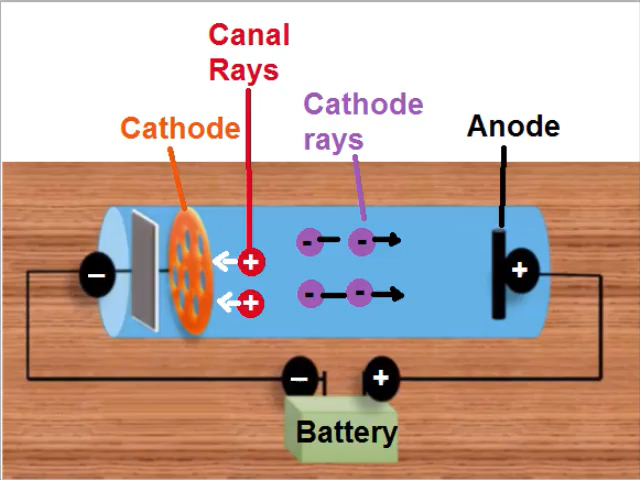 Canal
Rays
Cathode
rays
Cathode
Anode
−
+
+
- -
- -
+
− +
Battery